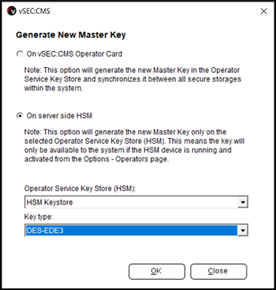 vSEC:CMS
Generate New Master Key
On vSEC:CMS Operator Card
Note: This option will generate the new Master Key in the Operator
Service Key Store and synchronizes it between all secure storages
within the system.
On server side HSM
Note: This option will generate the new Master Key only on the
selected Operator Service Key Store (HSM). This means the key will
only be available to the system if the HSM device is running and
activated from the Options - Operators page.
Operator Service Key Store (HSM):
HSM Keystore
Key type:
DES-EDE3
OK Close